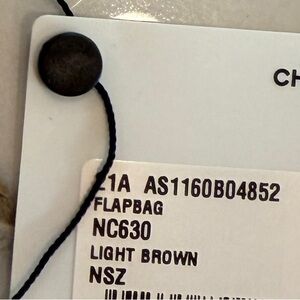 CH
21A AS1160B04852
FLAPBAG
NC630
LIGHT BROWN
NSZ